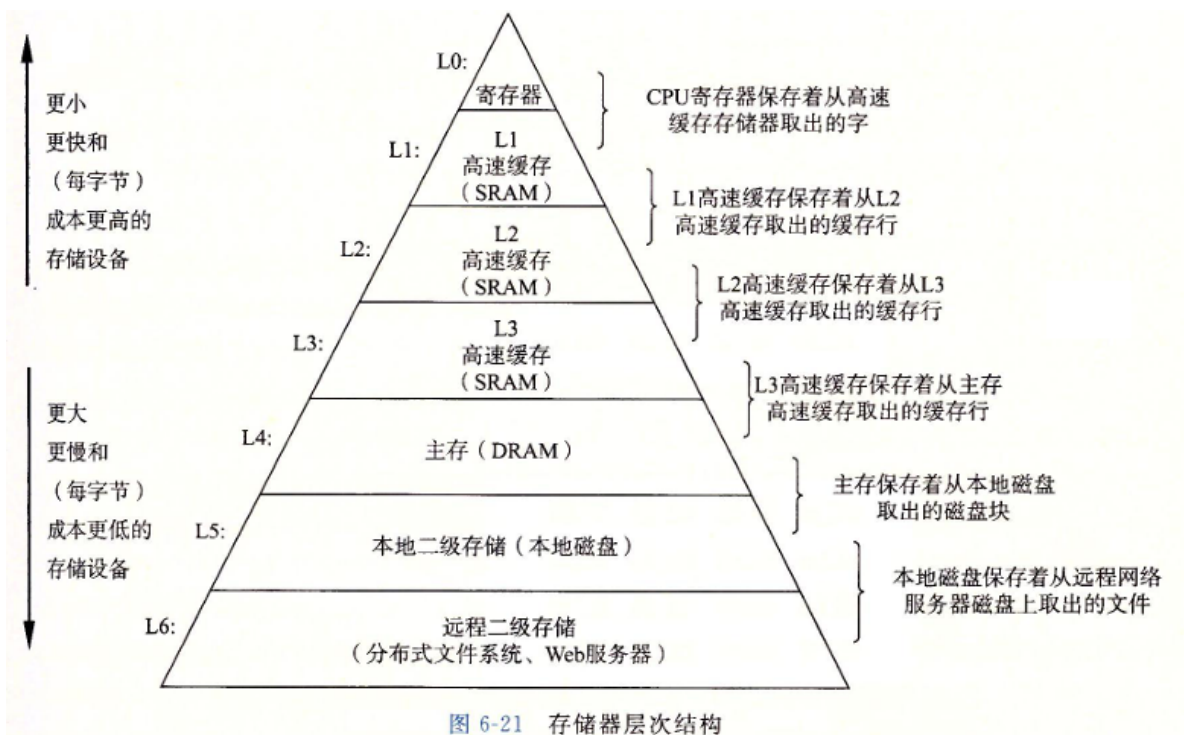 更小
更快和
（每字节）
成本更高的
存储设备
更大
更慢和
（每字节）
成本更低的
存储设备
L0:
寄存器
L1:
L1
高速缓存
（SRAM）
L2:
L2
高速缓存
（SRAM）
L3:
L3
高速缓存
（SRAM）
L4:
主存（DRAM）
L5:
本地二级存储（本地磁盘）
L6:
远程二级存储
（分布式文件系统、Web服务器）
CPU寄存器保存着从高速
缓存存储器取出的字
L1高速缓存保存着从L2
高速缓存取出的缓存行
L2高速缓存保存着从L3
高速缓存取出的缓存行
L3高速缓存保存着从主存
高速缓存取出的缓存行
主存保存着从本地磁盘
取出的磁盘块
本地磁盘保存着从远程网络
服务器磁盘上取出的文件
图 6-21 存储器层次结构